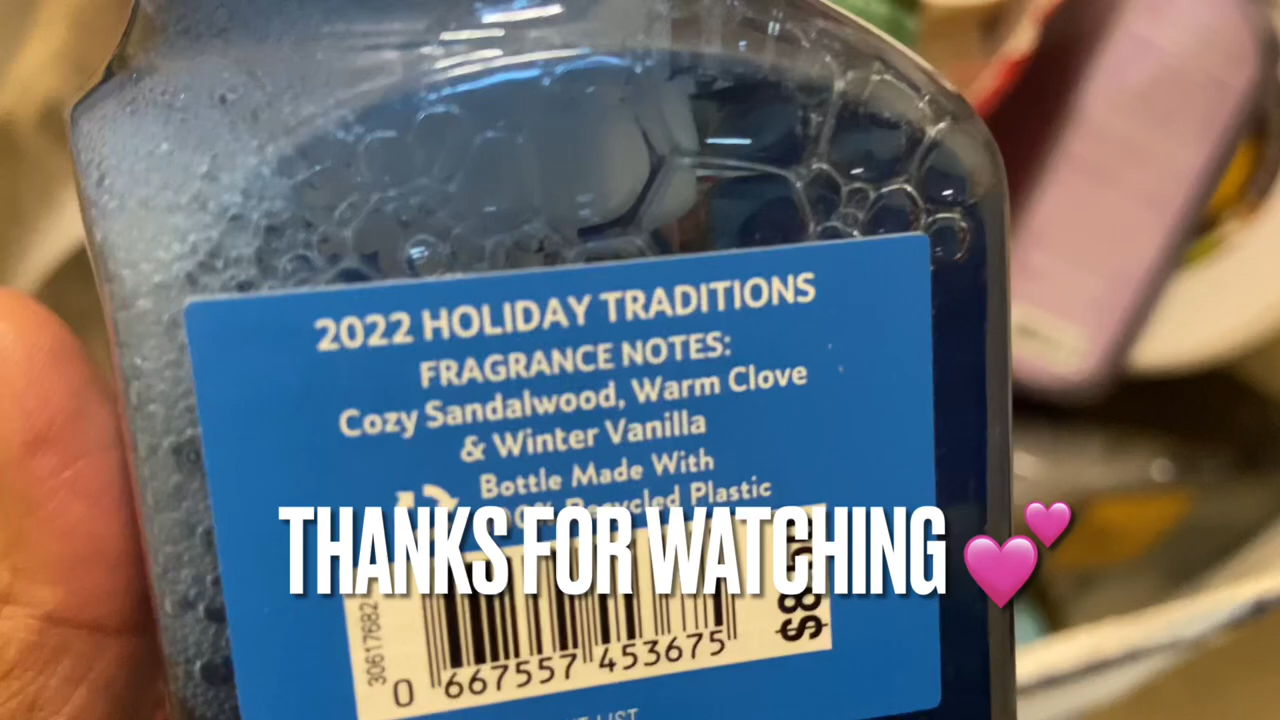 2022 HOLIDAY TRADITIONS
FRAGRANCE NOTES:
Cozy Sandalwood, Warm Clove
& Winter Vanilla
Bottle Made With
Recycled Plastic
THANKS FOR WATCHING 💕
30617682
0 667557 453675
LIST